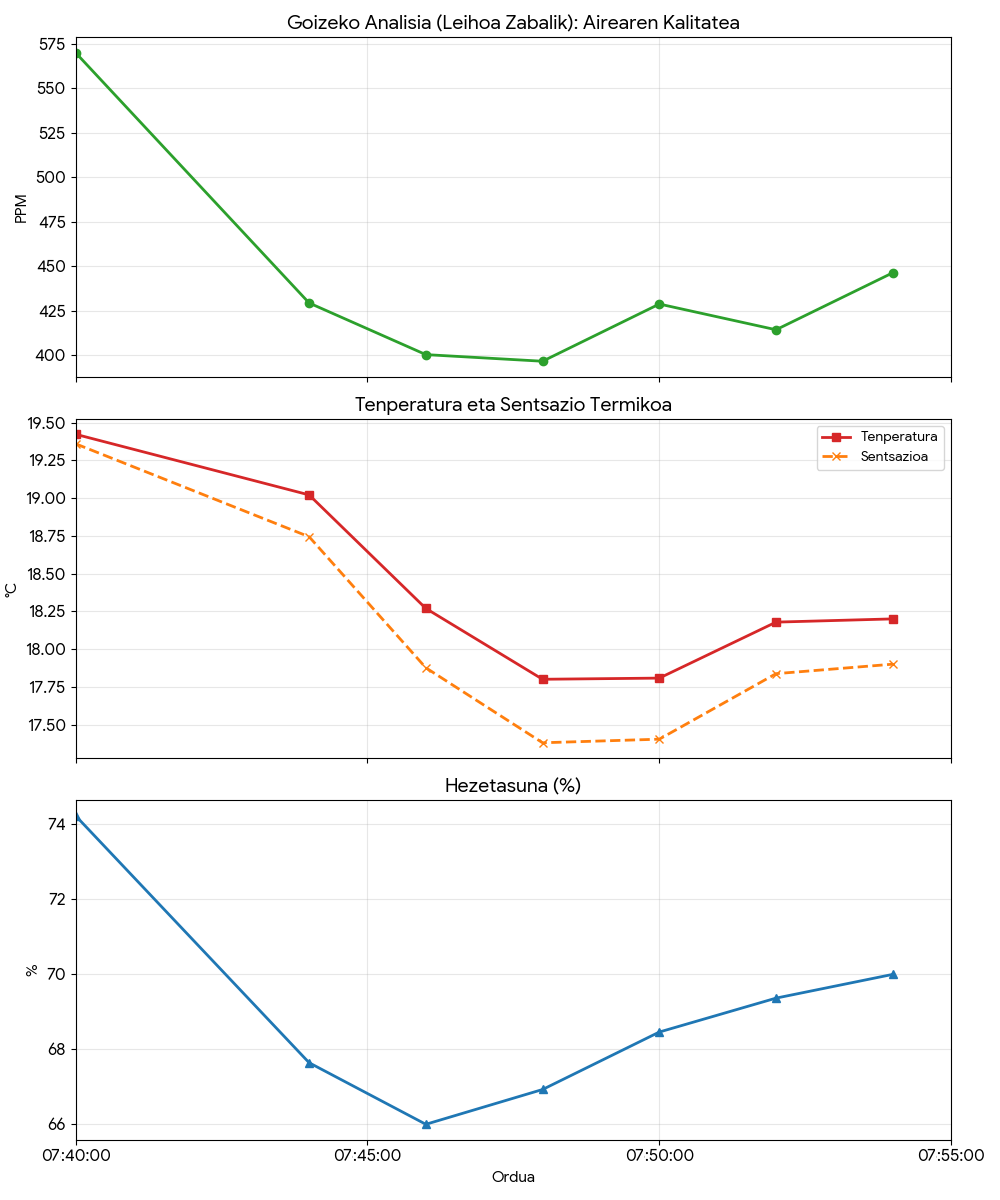 Goizeko Analisia (Leihoa Zabalik): Airearen Kalitatea
575
550
525
500
475
450
425
400
PPM
Tenperatura eta Sentsazio Termikoa
19.50
19.25
19.00
18.75
18.50
18.25
18.00
17.75
17.50
°C
Tenperatura
Sentsazioa
Hezetasuna (%)
74
72
70
68
66
%
07:40:00 07:45:00 07:50:00 07:55:00
Ordua